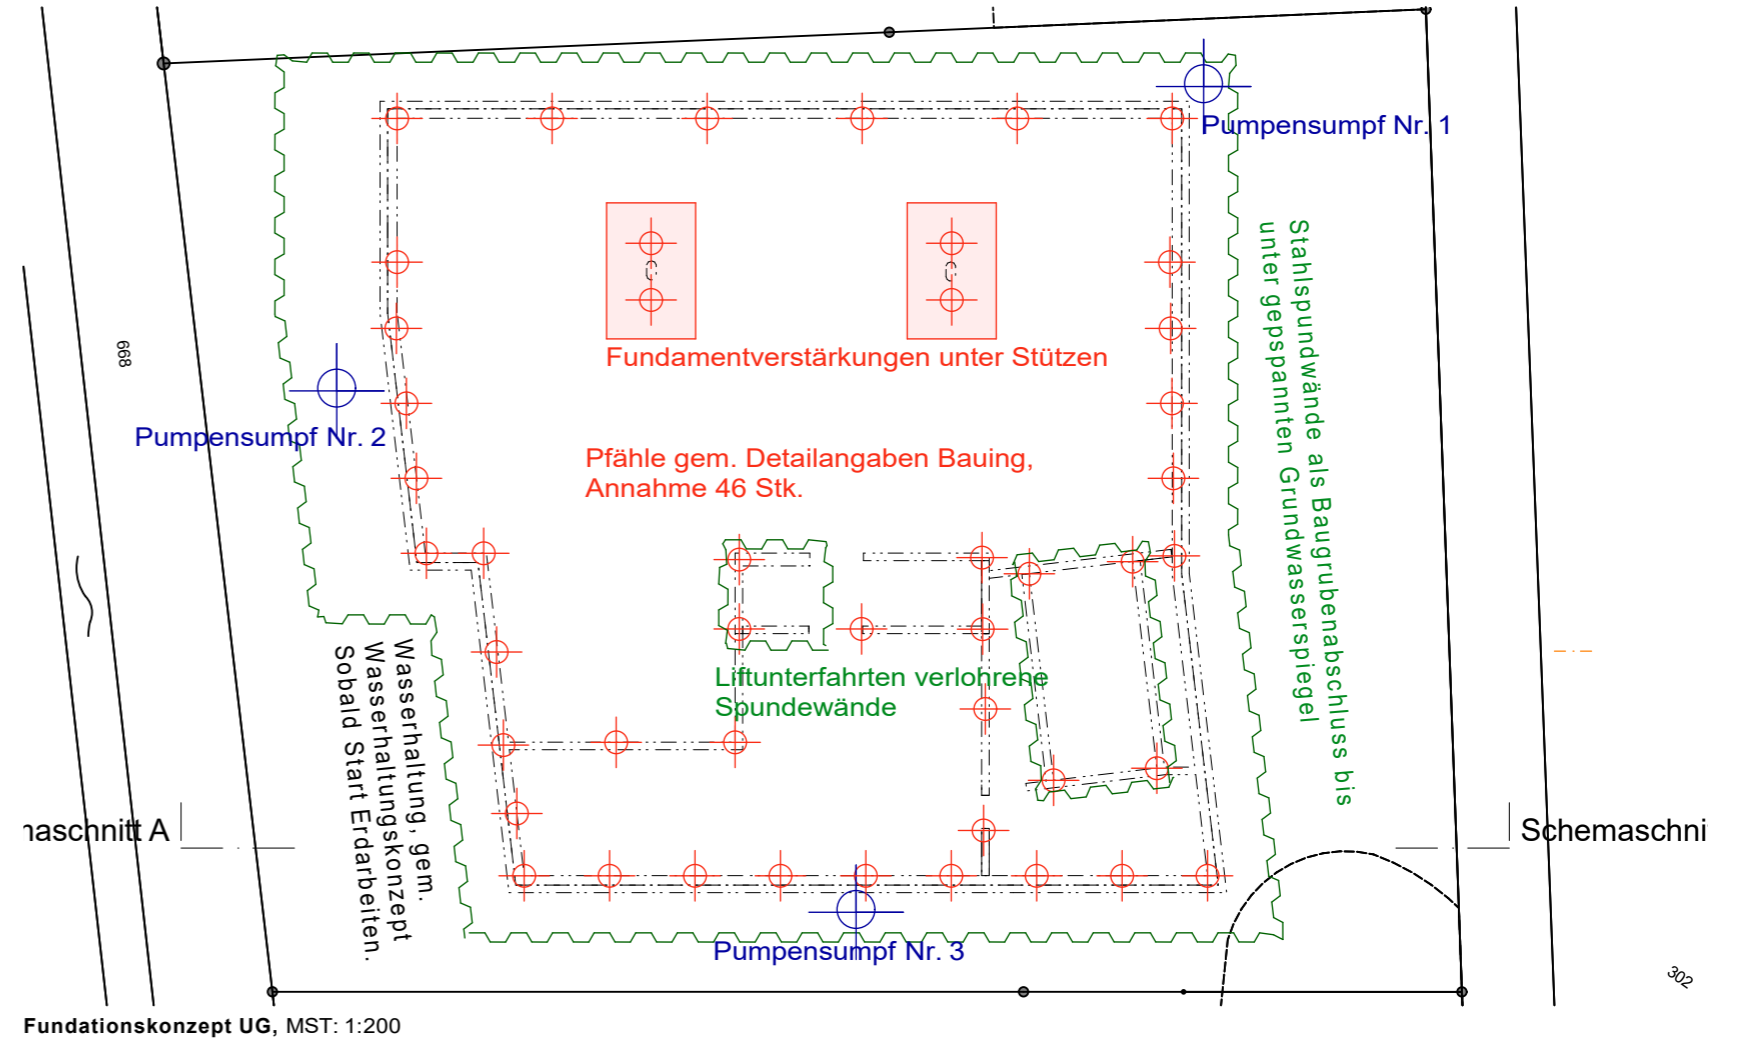 Pumpensumpf Nr. 1
Stahlspundwände als Baugrubenabschluss bis
unter gepspannten Grundwasserspiegel
668
Fundamentverstärkungen unter Stützen
Pumpensumpf Nr. 2
Pfähle gem. Detailangaben Bauing,
Annahme 46 Stk.
Wasserhaltung, gem.
Wasserhaltungskonzept
Sobald Start Erdarbeiten.
Liftunterfahrten verlohrene
Spundewände
naschnitt A
Schemaschni
Pumpensumpf Nr. 3
302
Fundationskonzept UG, MST: 1:200